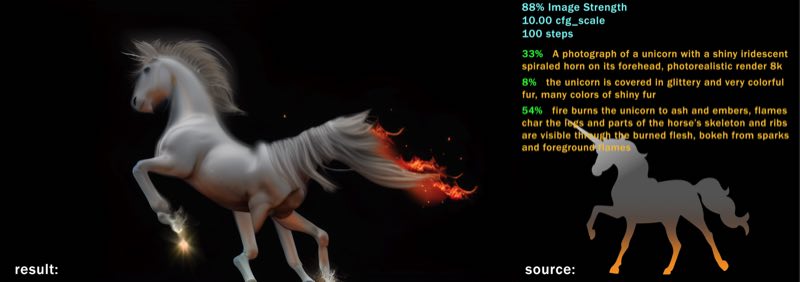 88% Image Strength
10.00 cfg_scale
100 steps
33% A photograph of a unicorn with a shiny iridescent
spiraled horn on its forehead, photorealistic render 8k
8% the unicorn is covered in glittery and very colorful
fur, many colors of shiny fur
54% fire burns the unicorn to ash and embers, flames
char the legs and parts of the horse's skeleton and ribs
are visible through the burned flesh, bokeh from sparks
and foreground flames
result:
source: